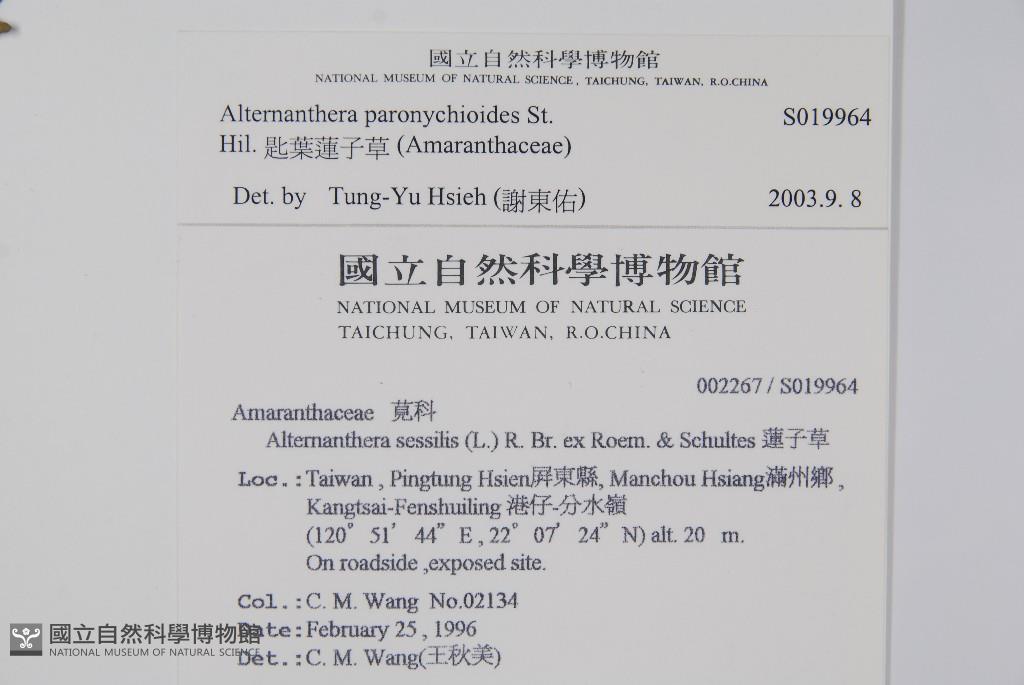 國立自然科學博物館
NATIONAL MUSEUM OF NATURAL SCIENCE, TAICHUNG, TAIWAN, R.O.CHINA
Alternanthera paronychioides St. S019964
Hil. 匙葉蓮子草 (Amaranthaceae)
Det. by Tung-Yu Hsieh (謝東佑) 2003.9. 8
國立自然科學博物館
NATIONAL MUSEUM OF NATURAL SCIENCE
TAICHUNG, TAIWAN, R.O.CHINA
002267 / S019964
Amaranthaceae 莧科
Alternanthera sessilis (L.) R. Br. ex Roem. & Schultes 蓮子草
Loc.:Taiwan , Pingtung Hsien屏東縣, Manchou Hsiang滿州鄉 ,
Kangtsai-Fenshuiling 港仔-分水嶺
(120° 51′ 44″ E , 22° 07′ 24″ N) alt. 20 m.
On roadside ,exposed site.
Col.:C. M. Wang No.02134
Date:February 25 , 1996
Det.:C. M. Wang(王秋美)
國立自然科學博物館
NATIONAL MUSEUM OF NATURAL SCIENCE